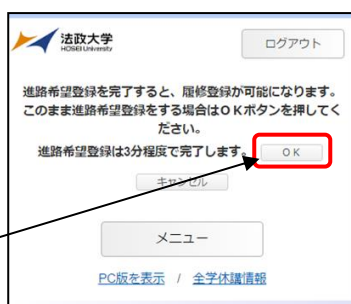 法政大学
HOSEI University
ログアウト
進路希望登録を完了すると、履修登録が可能になります。
このまま進路希望登録をする場合はＯＫボタンを押してく
ださい。
進路希望登録は3分程度で完了します。
ＯＫ
キャンセル
メニュー
PC版を表示 / 全学休講情報